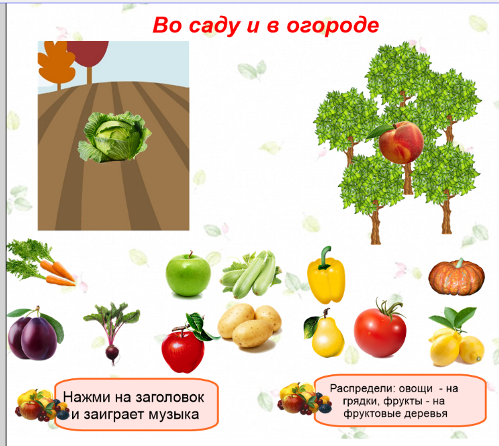 Во саду и в огороде
Нажми на заголовок
и заиграет музыка
Распредели: овощи - на
грядки, фрукты - на
фруктовые деревья